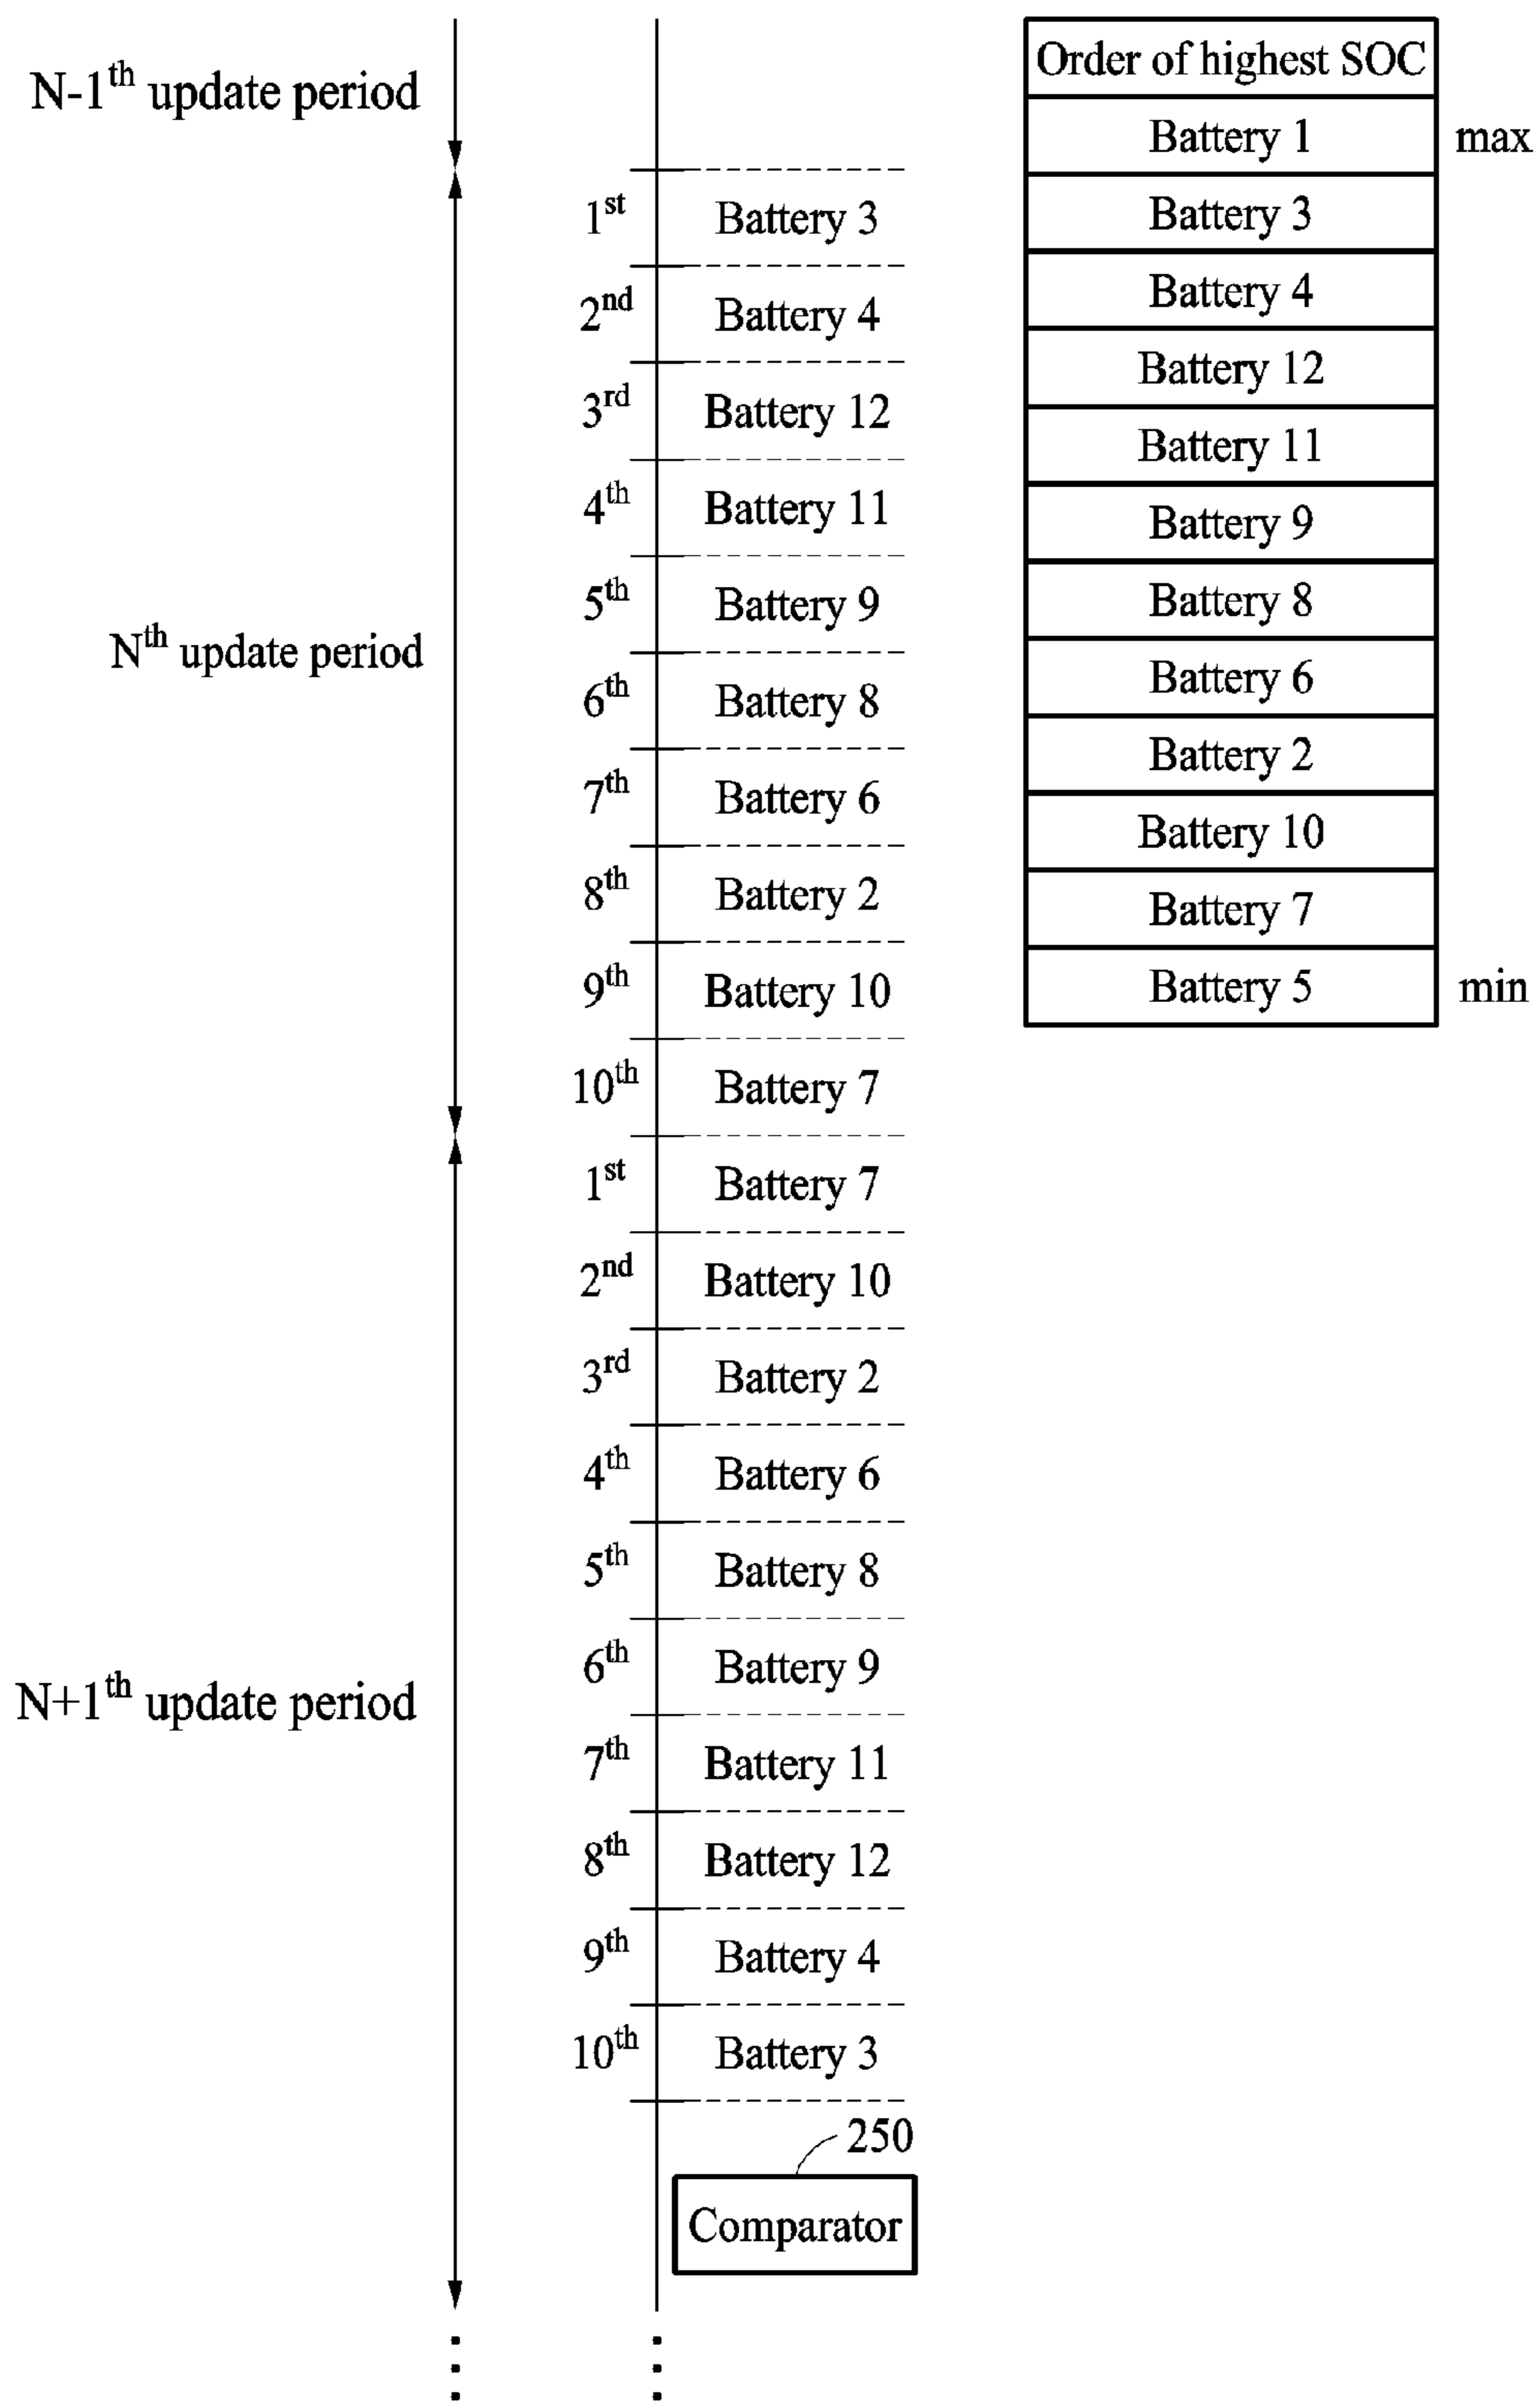 N-1th update period
Nth update period
N+1th update period
1st Battery 3
2nd Battery 4
3rd Battery 12
4th Battery 11
5th Battery 9
6th Battery 8
7th Battery 6
8th Battery 2
9th Battery 10
10th Battery 7
1st Battery 7
2nd Battery 10
3rd Battery 2
4th Battery 6
5th Battery 8
6th Battery 9
7th Battery 11
8th Battery 12
9th Battery 4
10th Battery 3
250
Comparator
Order of highest SOC
Battery 1 max
Battery 3
Battery 4
Battery 12
Battery 11
Battery 9
Battery 8
Battery 6
Battery 2
Battery 10
Battery 7
Battery 5 min